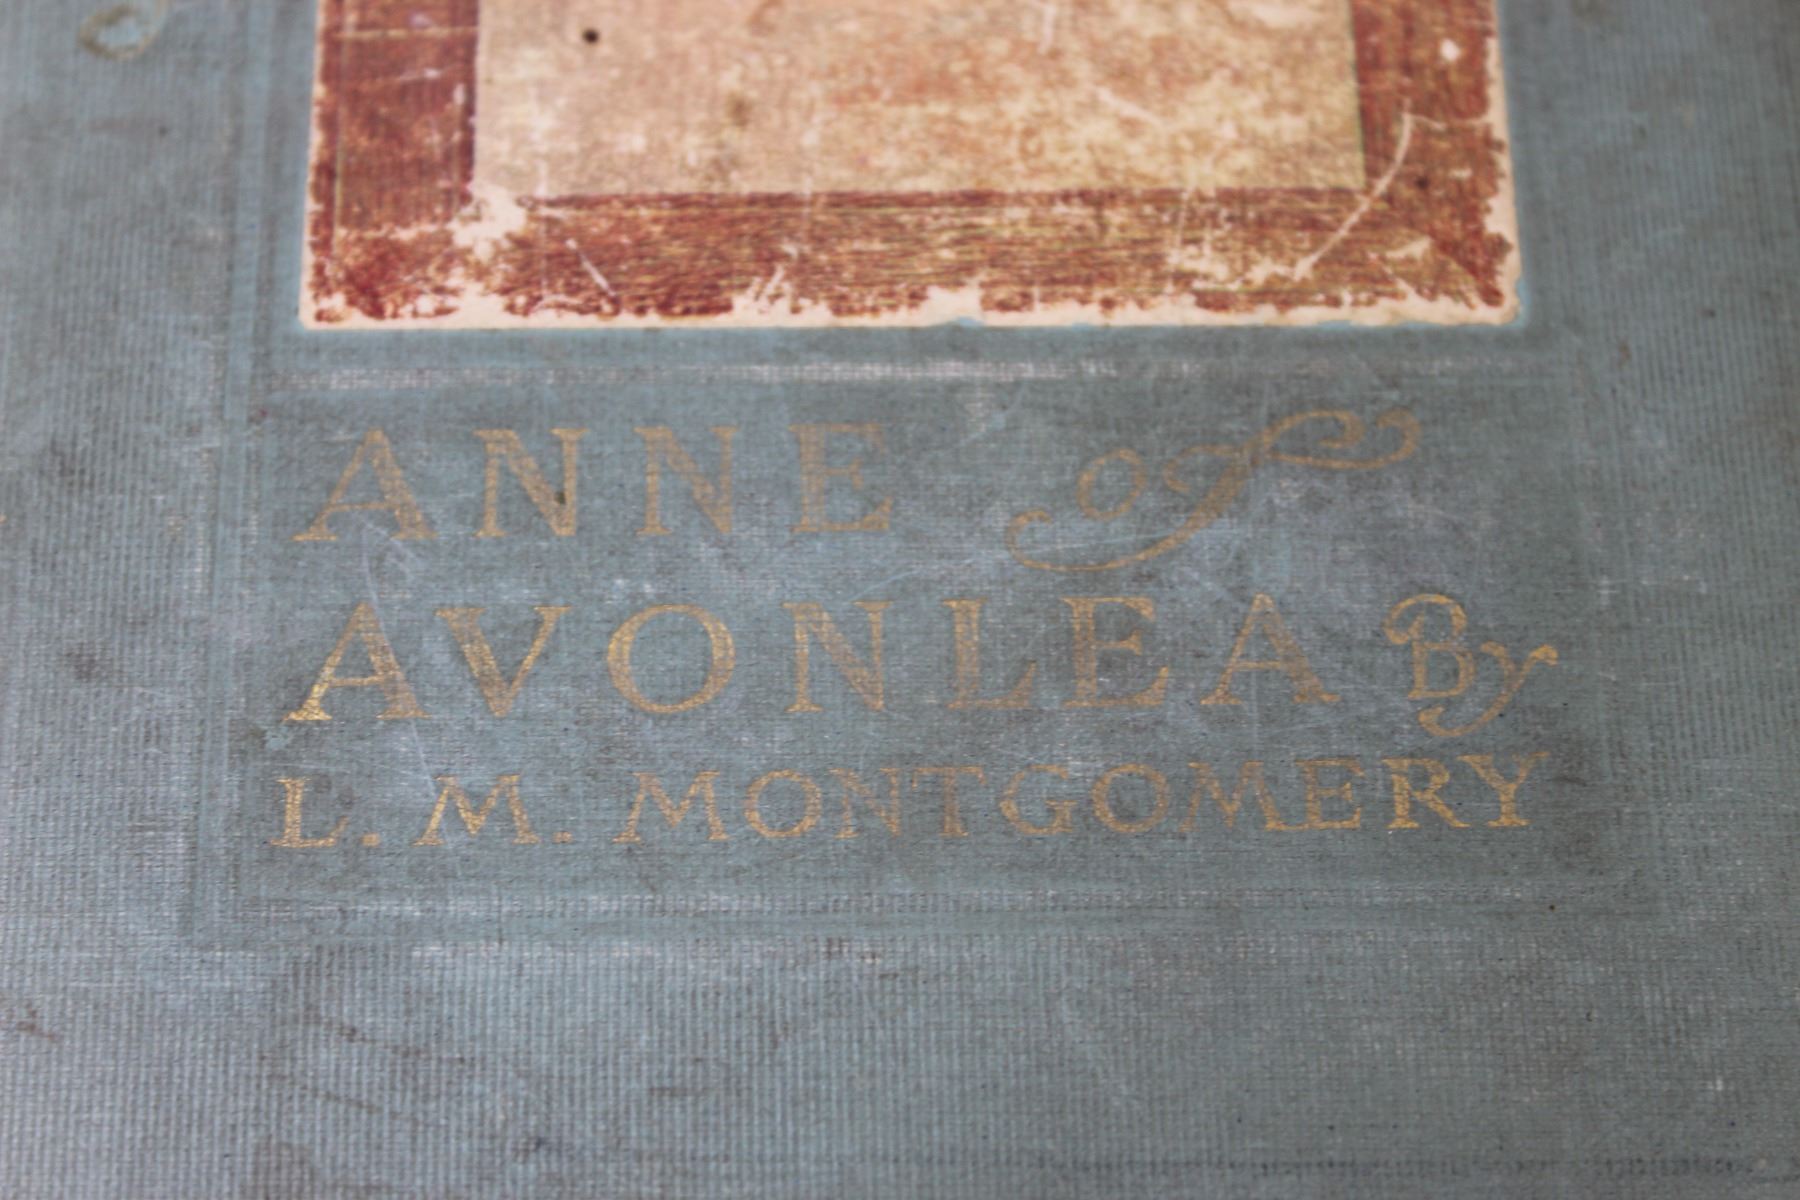 ANNE of
AVONLEA By
L. M. MONTGOMERY